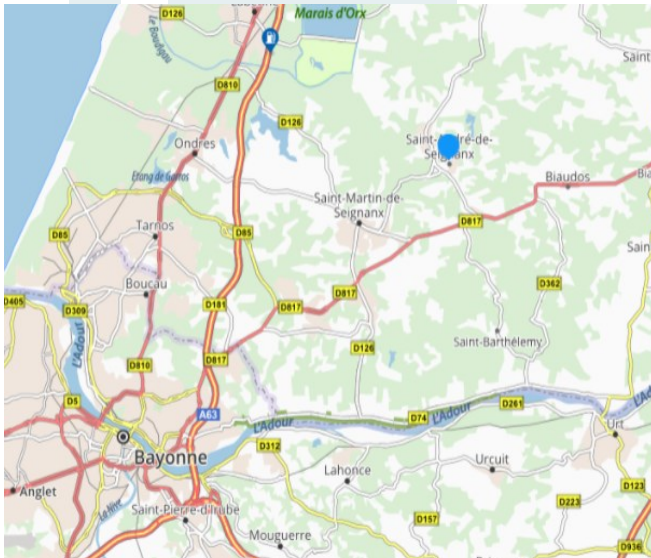 D126
Marais d'Orx
Le Boudigau
D810
D126
Ondres
Saint-André-de-
Seignanx
Biaudos
Étang de Garros
Saint-Martin-de-
Seignanx
D817
Tarnos
D85
D85
D362
Boucau
D405
D309
L'Adour
D181
D817
D817
D126
Saint-Barthélemy
D810
D817
D5
A63
L'Adour
D74
L'Adour
D261
Bayonne
D312
Urt
Lahonce
Urcuit
Anglet
La Nive
D123
D223
Saint-Pierre-d'Irube
D157
Mouguerre
D936